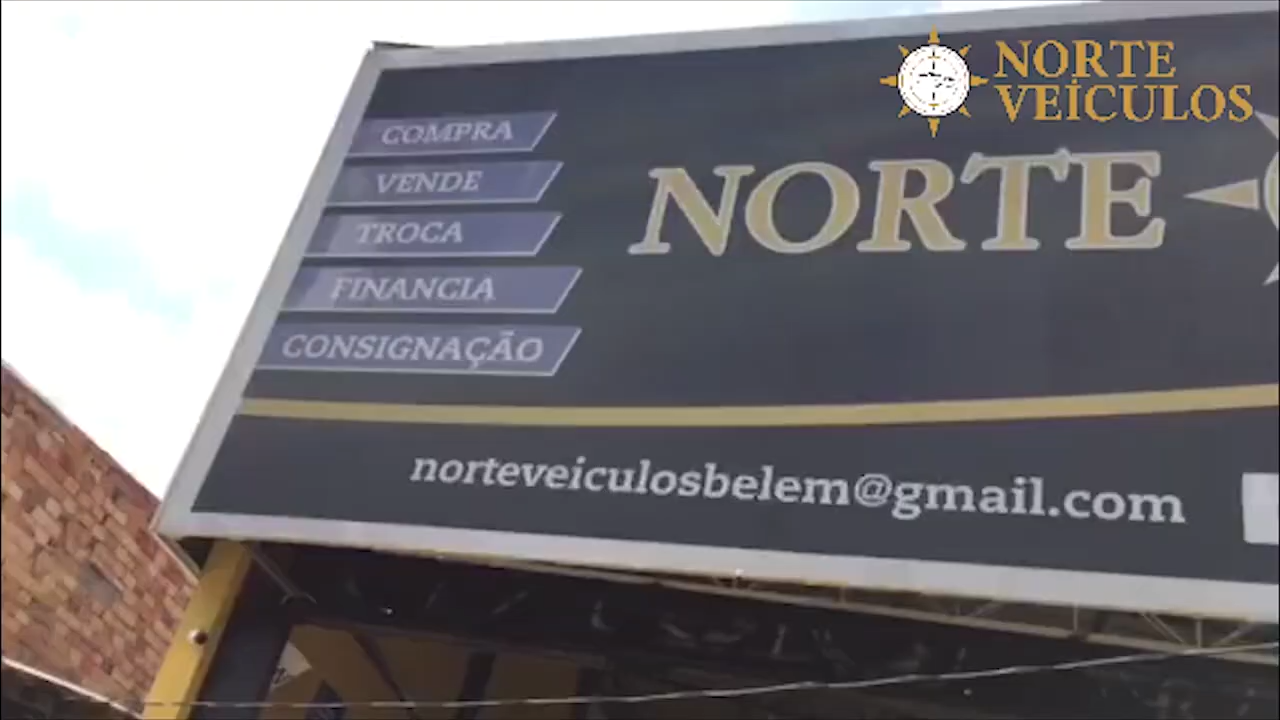 NORTE
VEÍCULOS
COMPRA
VENDE
TROCA
FINANCIA
CONSIGNAÇÃO
NORTE
norteveiculosbelem@gmail.com